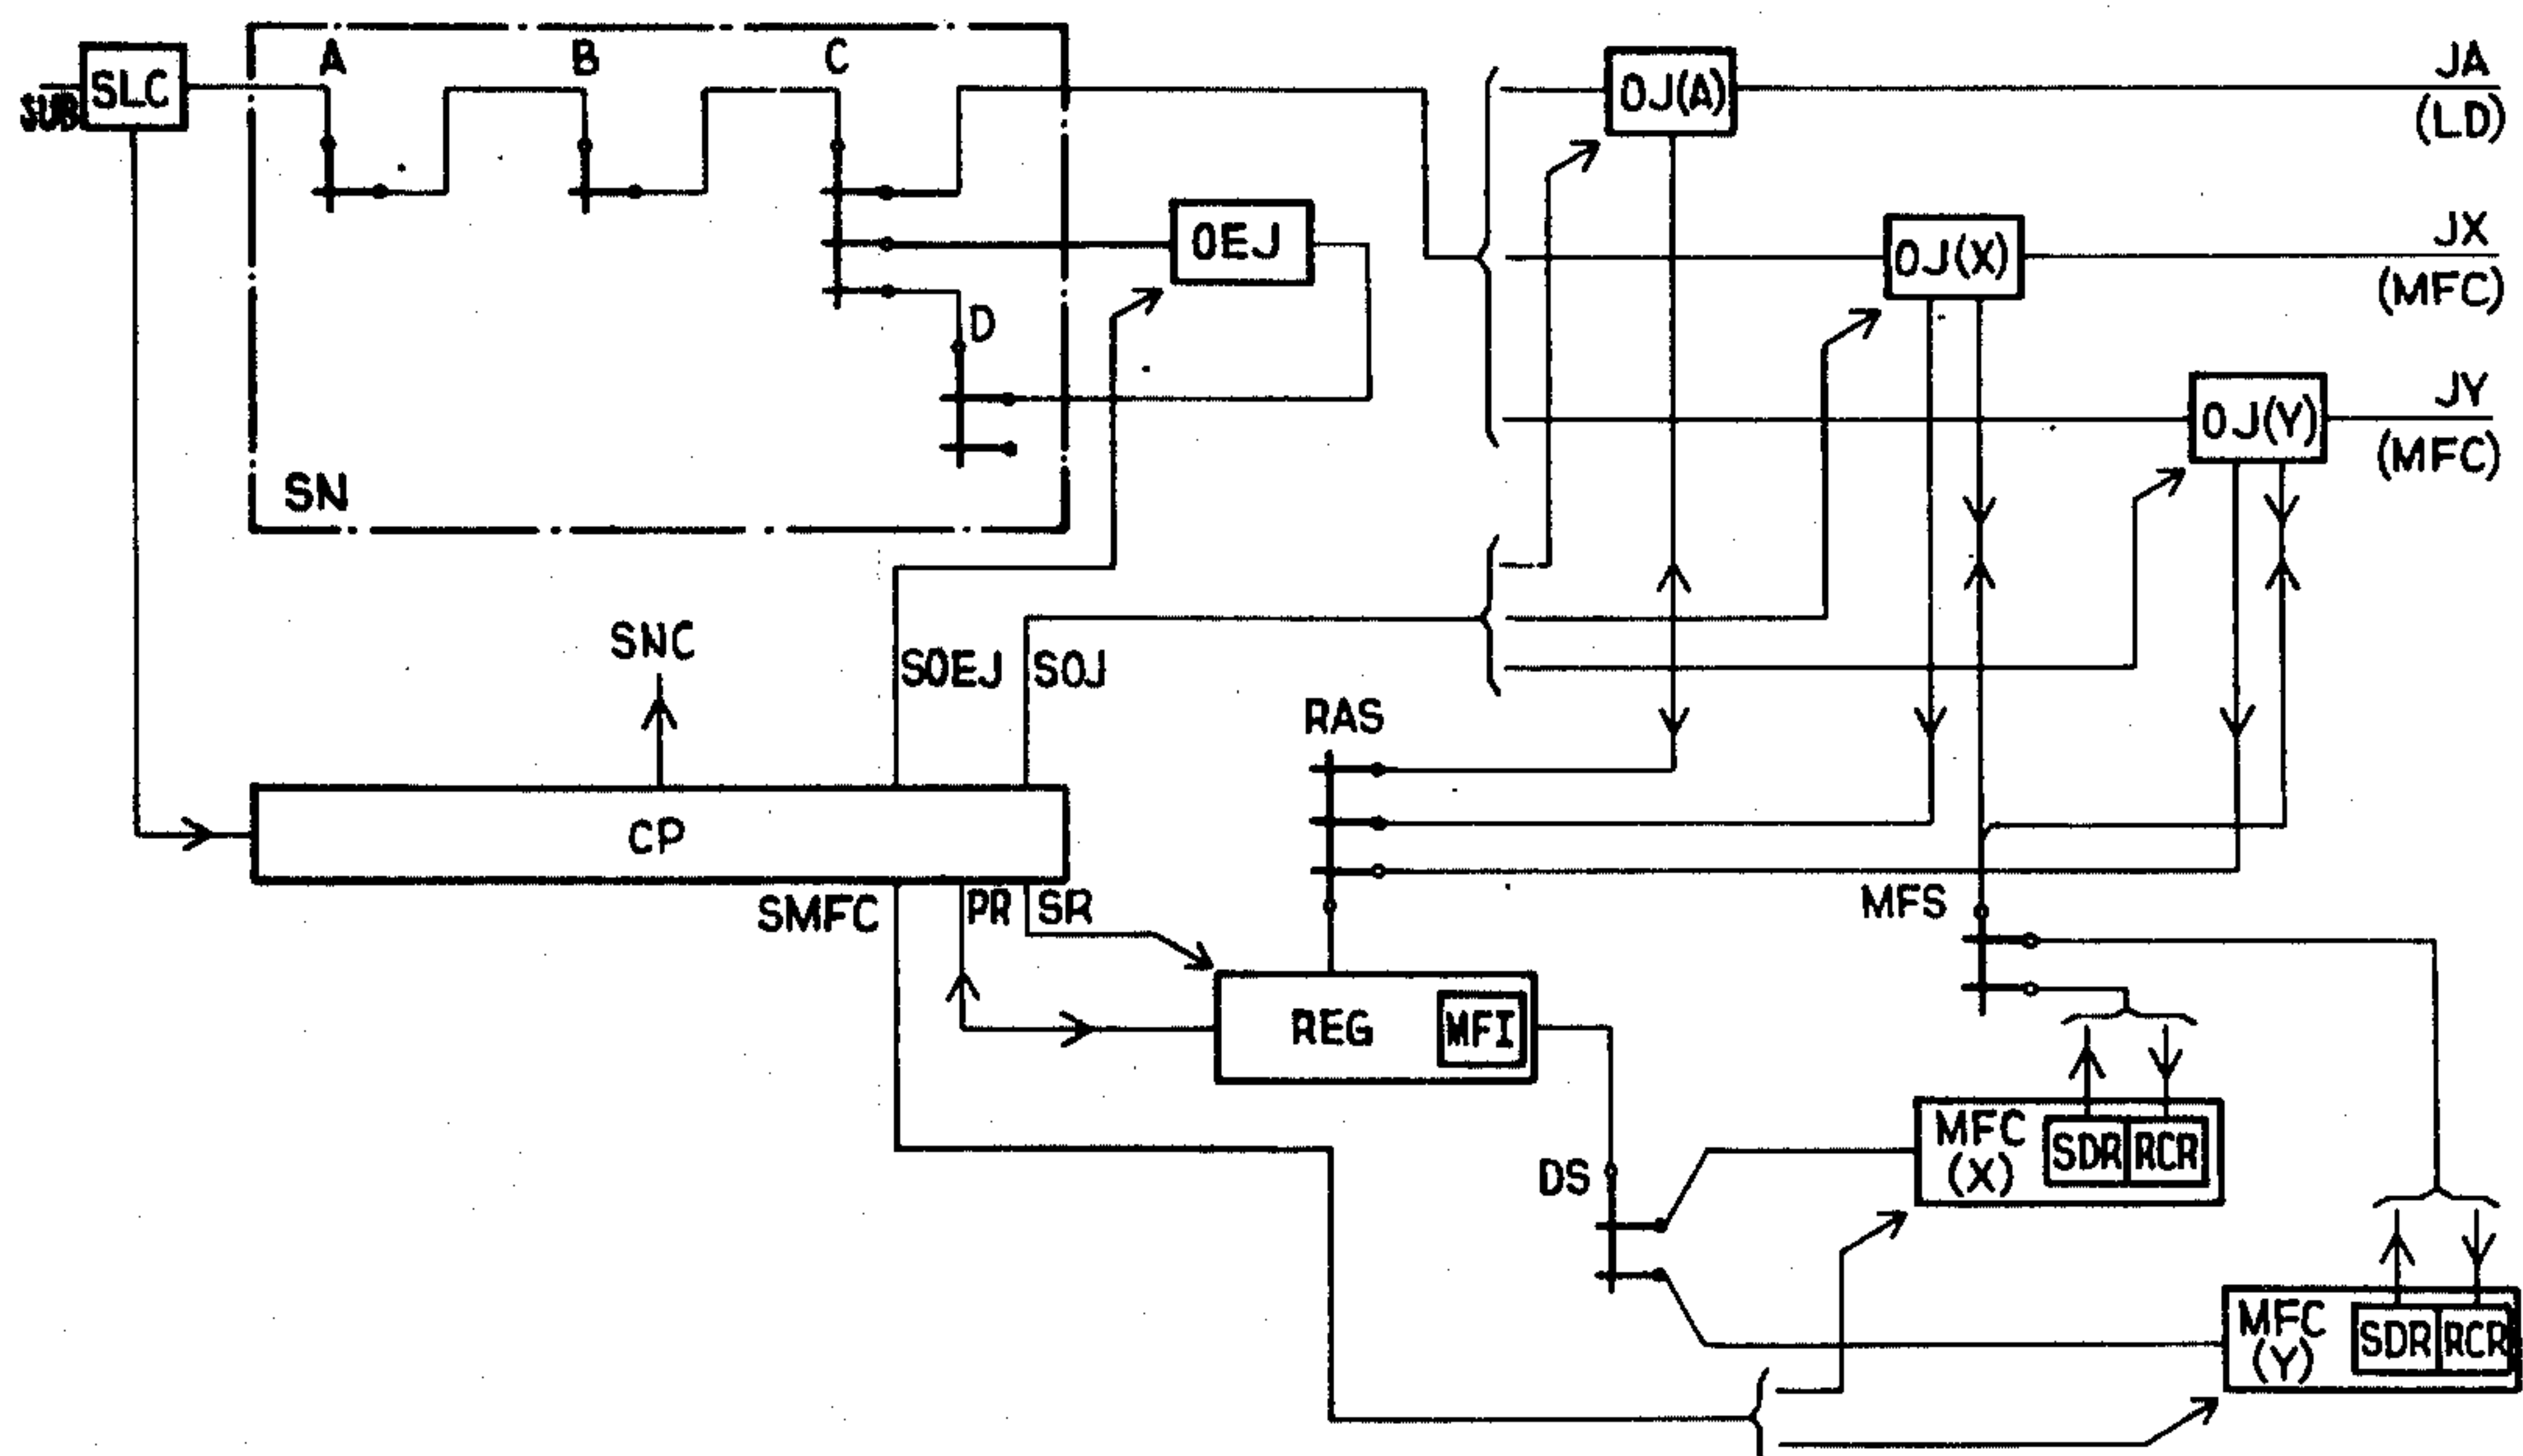 SUB
SLC
A
B
C
D
SN
OEJ
OJ(A)
JA
(LD)
OJ(X)
JX
(MFC)
OJ(Y)
JY
(MFC)
SNC
SOEJ
SOJ
RAS
CP
SMFC
PR
SR
MFS
REG
MFI
DS
MFC
(X)
SDR
RCR
MFC
(Y)
SDR
RCR